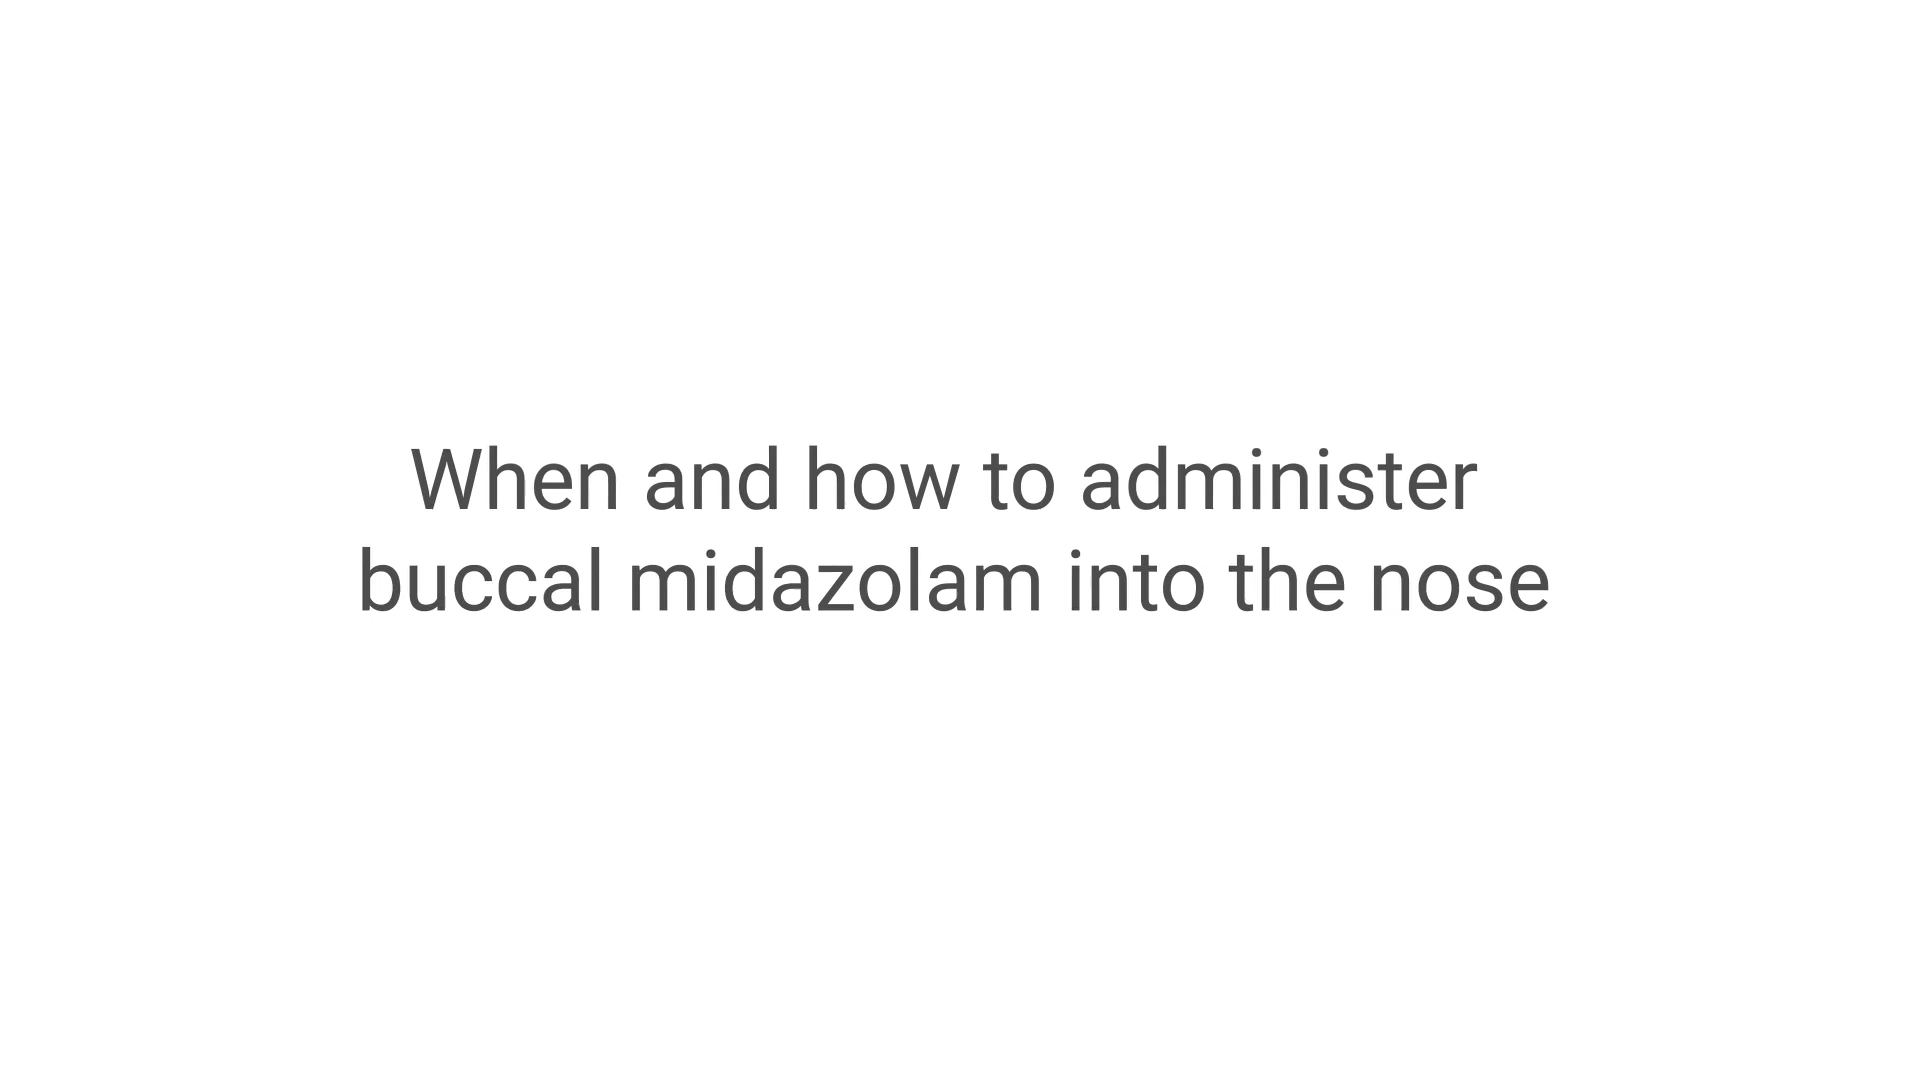 When and how to administer
buccal midazolam into the nose